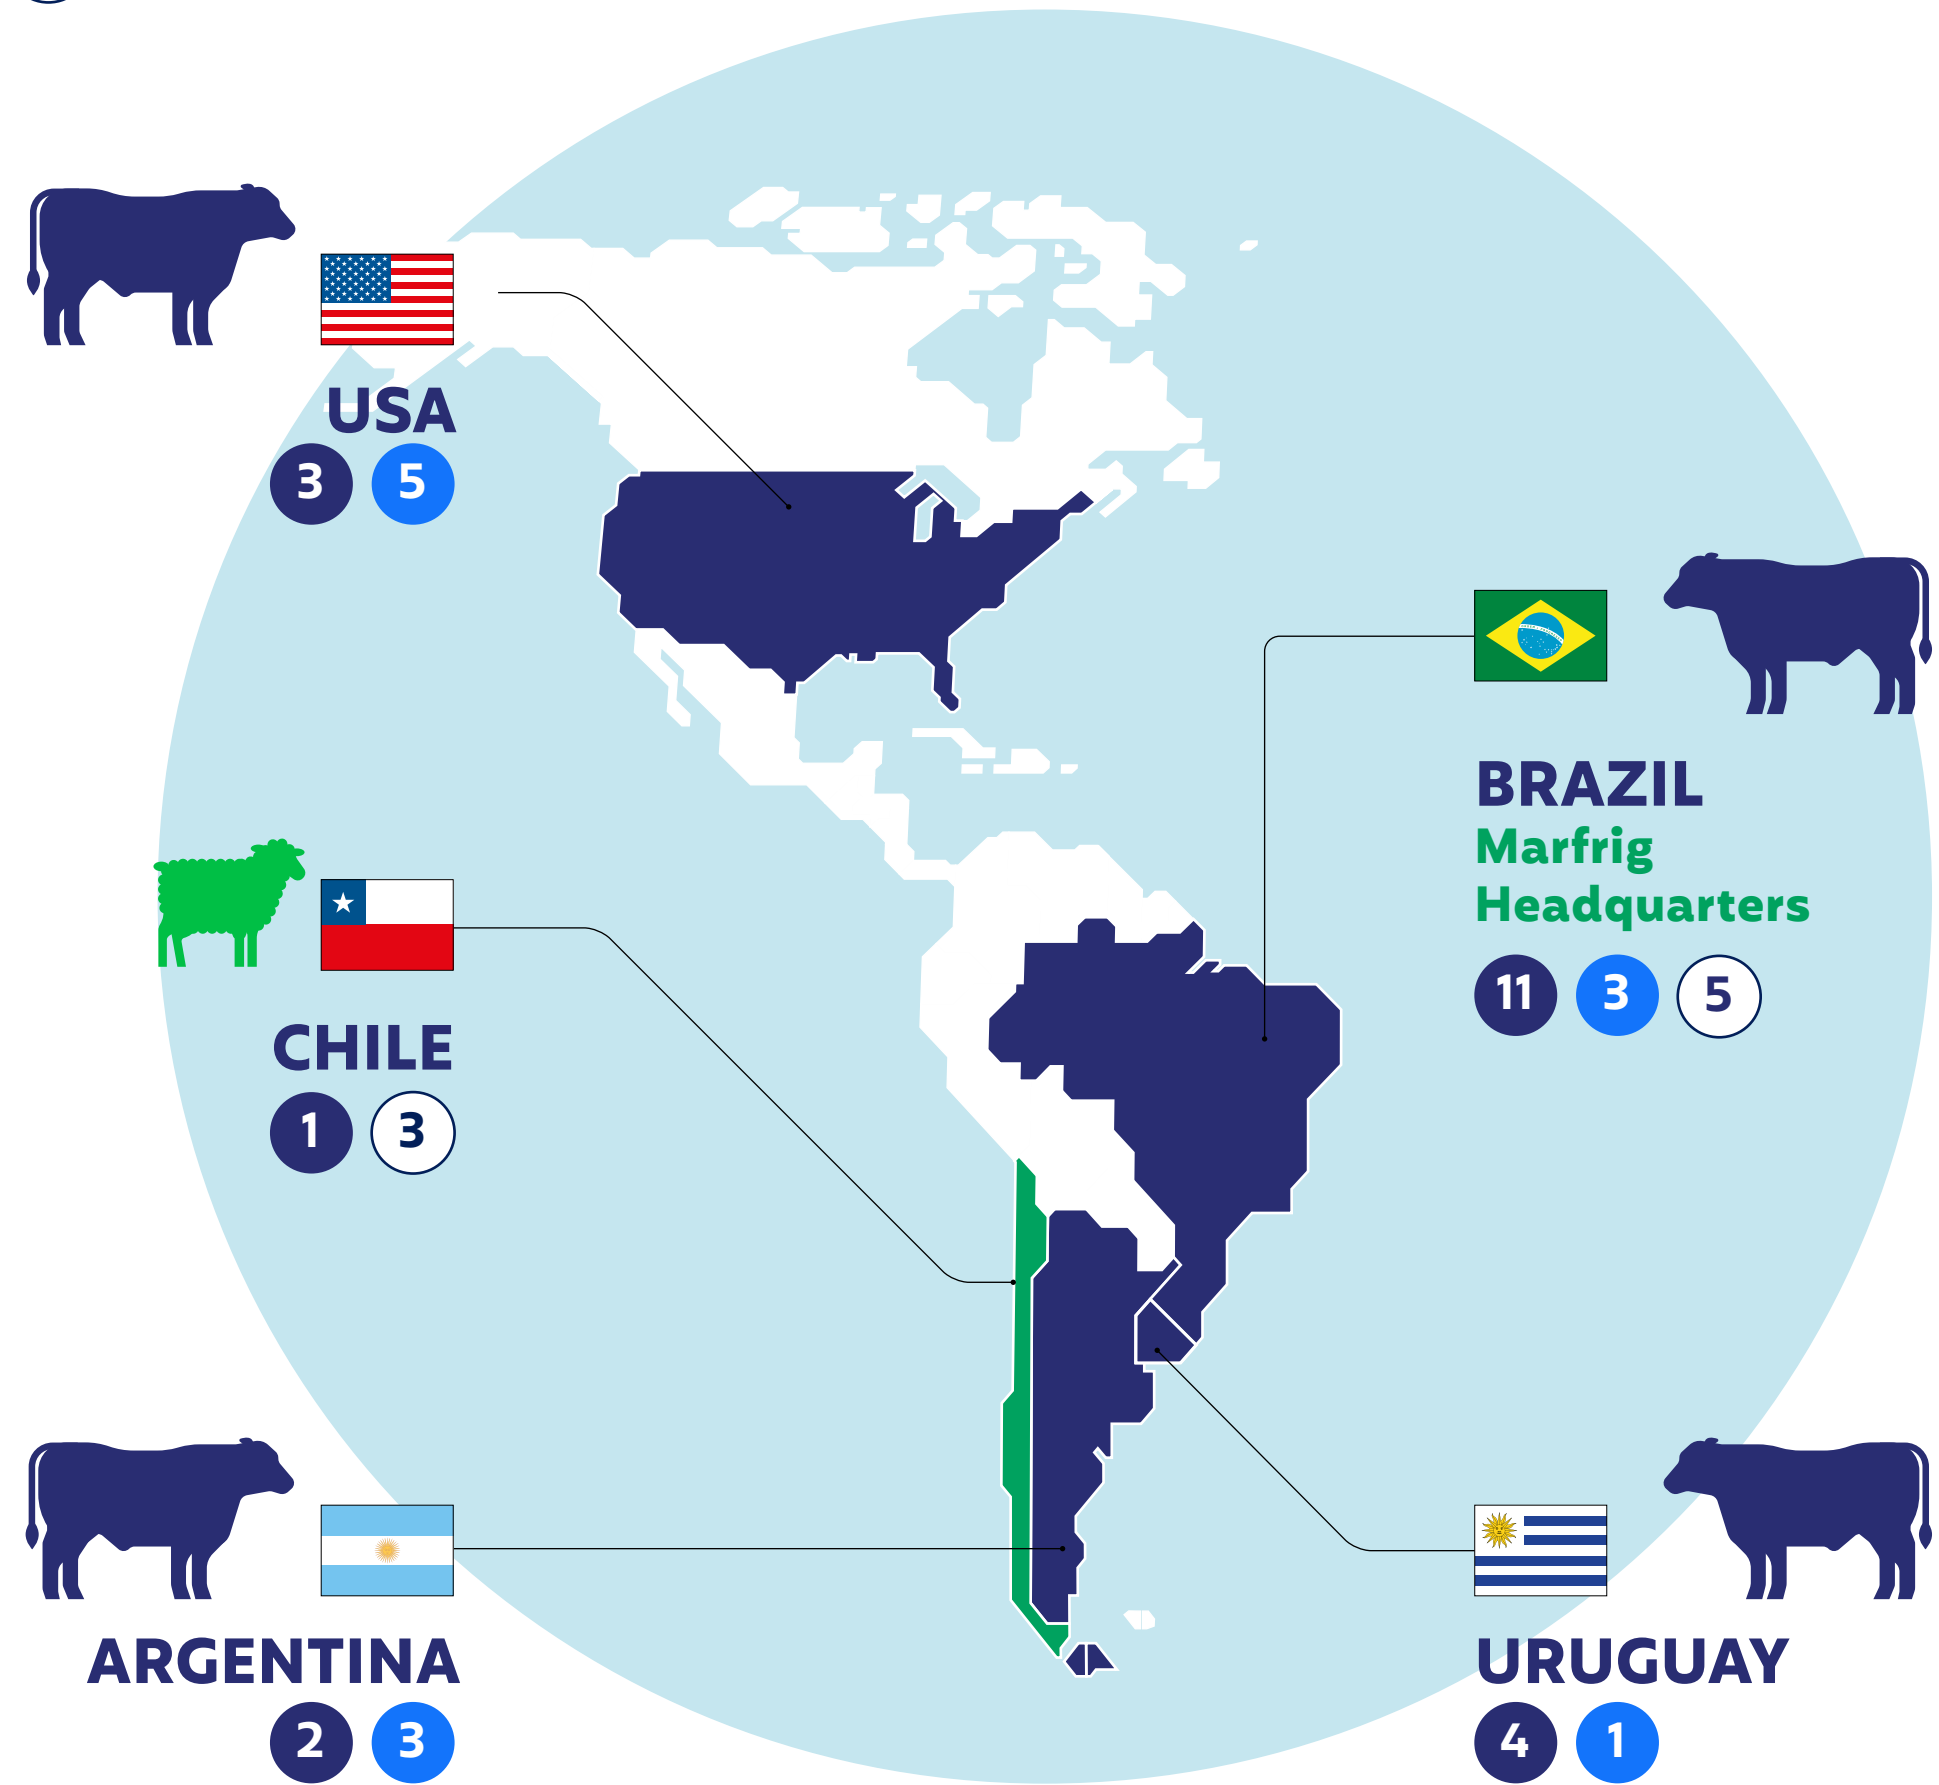 USA
3 5
BRAZIL
Marfrig
Headquarters
11 3 5
CHILE
1 3
ARGENTINA
2 3
URUGUAY
4 1